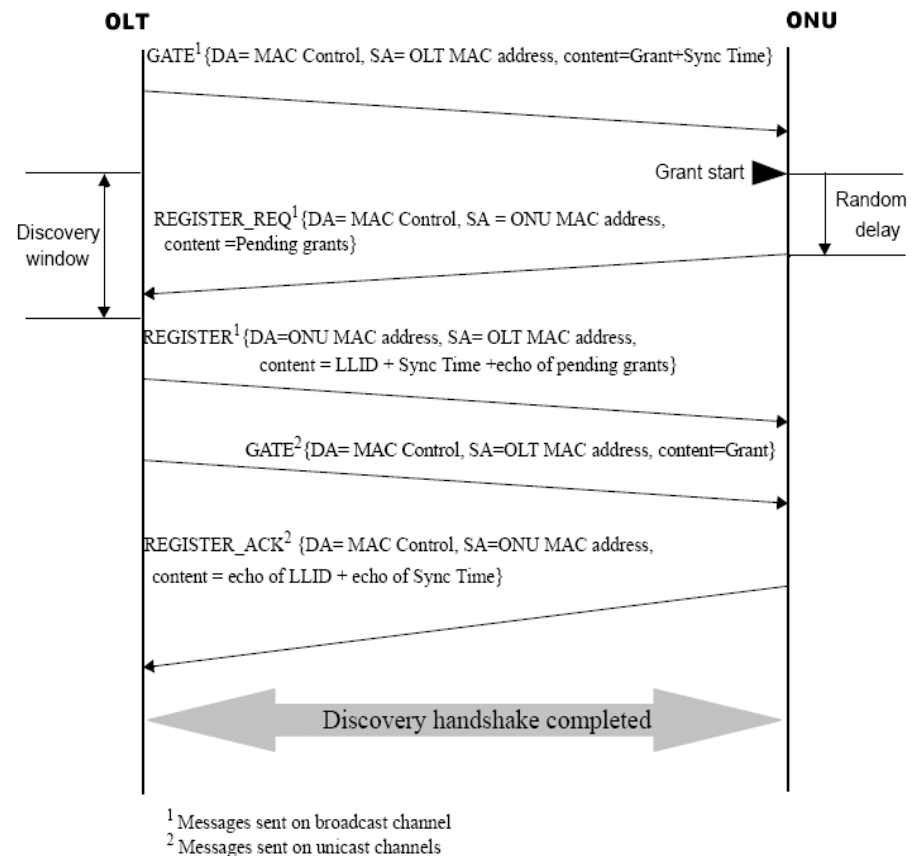 OLT
ONU
GATE¹{DA= MAC Control, SA= OLT MAC address, content=Grant+Sync Time}
Grant start
Random
delay
Discovery
window
REGISTER_REQ¹{DA= MAC Control, SA = ONU MAC address,
content =Pending grants}
REGISTER¹{DA=ONU MAC address, SA= OLT MAC address,
content = LLID + Sync Time +echo of pending grants}
GATE²{DA= MAC Control, SA=OLT MAC address, content=Grant}
REGISTER_ACK² {DA= MAC Control, SA=ONU MAC address,
content = echo of LLID + echo of Sync Time}
Discovery handshake completed
¹ Messages sent on broadcast channel
² Messages sent on unicast channels